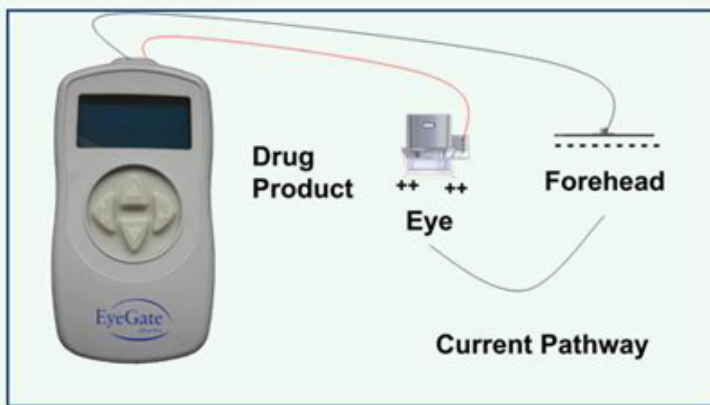 Drug
Product
++ ++
Eye
Forehead
EyeGate
Current Pathway